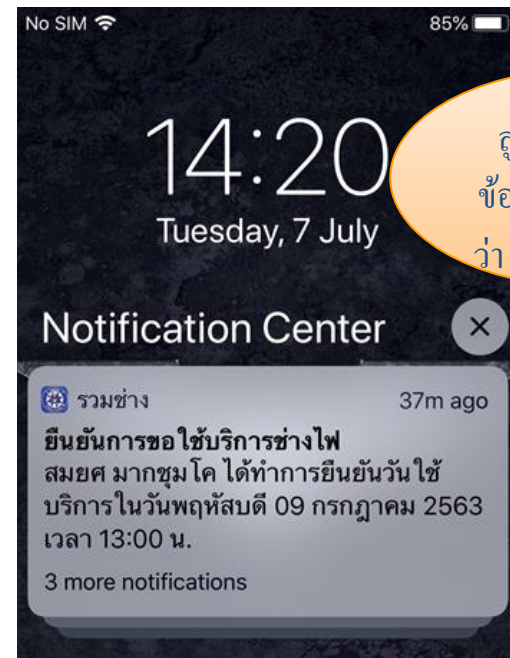 No SIM 85%
14:20
Tuesday, 7 July
ข้อ
ว่า
Notification Center
รวมช่าง 37m ago
ยืนยันการขอใช้บริการช่างไฟ
สมยศ มากชุมโค ได้ทำการยืนยันวันใช้
บริการในวันพฤหัสบดี 09 กรกฎาคม 2563
เวลา 13:00 น.
3 more notifications